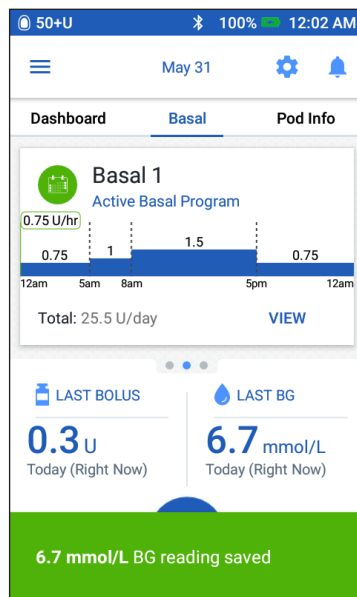 50+U 100% 12:02 AM
May 31
Dashboard Basal Pod Info
Basal 1
Active Basal Program
0.75 U/hr
0.75 1 1.5 0.75
12am 5am 8am 5pm 12am
Total: 25.5 U/day VIEW
LAST BOLUS LAST BG
0.3 U 6.7 mmol/L
Today (Right Now) Today (Right Now)
6.7 mmol/L BG reading saved